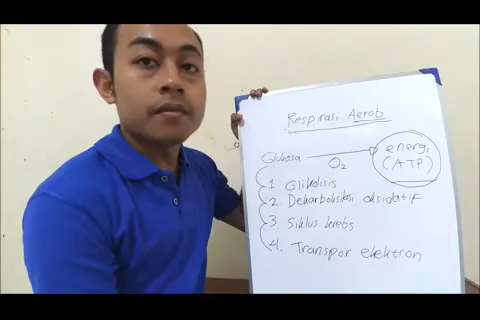 Respirasi Aerob
Glukosa
O2
energi
(ATP)
1. Glikolisis
2. Dekarboksilasi oksidatif
3. Siklus krebs
4. Transpor elektron